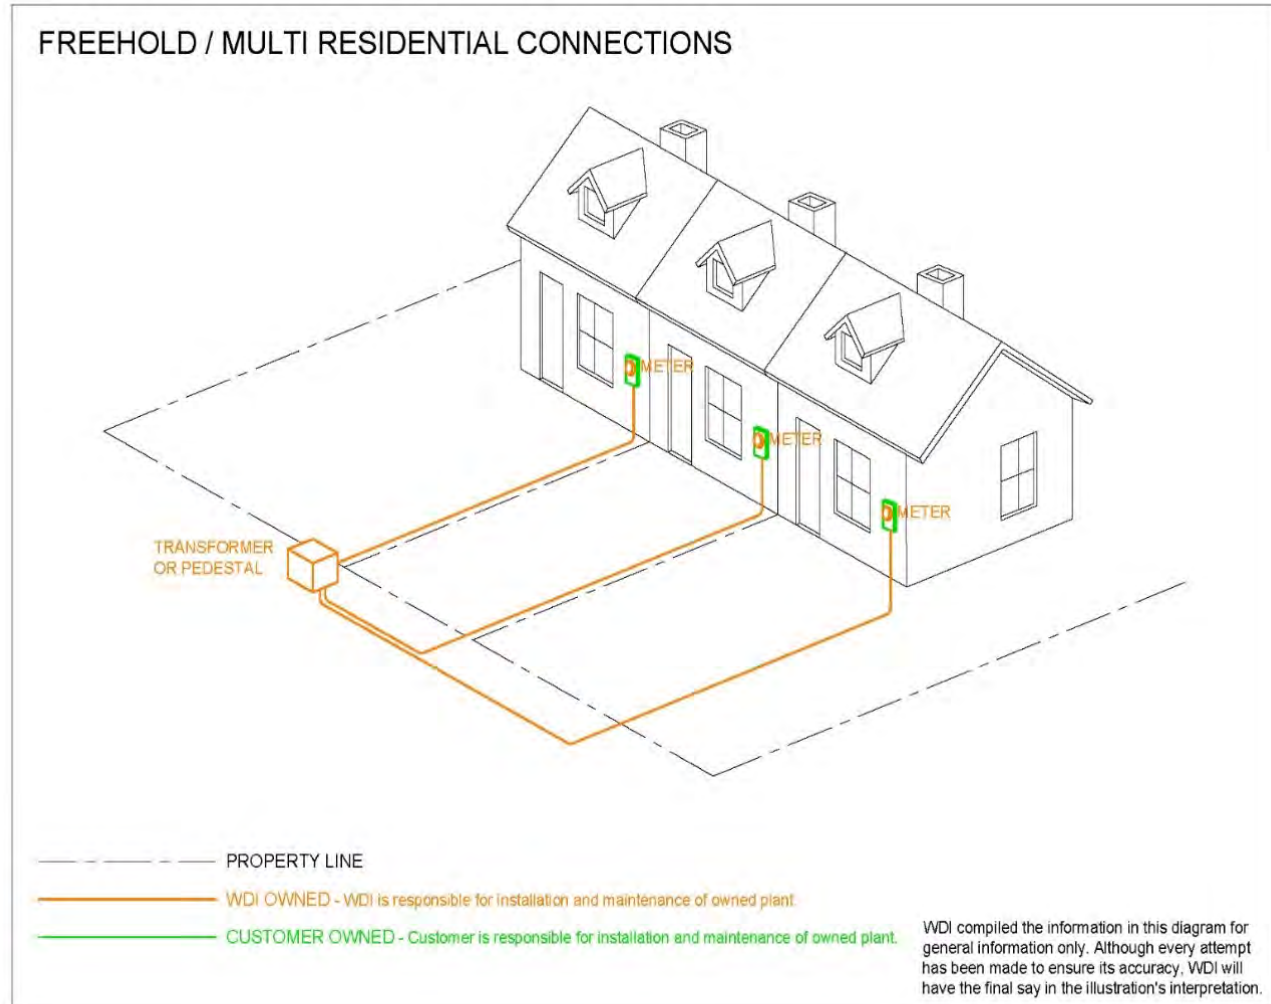 FREEHOLD / MULTI RESIDENTIAL CONNECTIONS
METER
METER
METER
TRANSFORMER
OR PEDESTAL
PROPERTY LINE
WDI OWNED - WDI is responsible for installation and maintenance of owned plant.
CUSTOMER OWNED - Customer is responsible for installation and maintenance of owned plant.
WDI compiled the information in this diagram for
general information only. Although every attempt
has been made to ensure its accuracy, WDI will
have the final say in the illustration's interpretation.